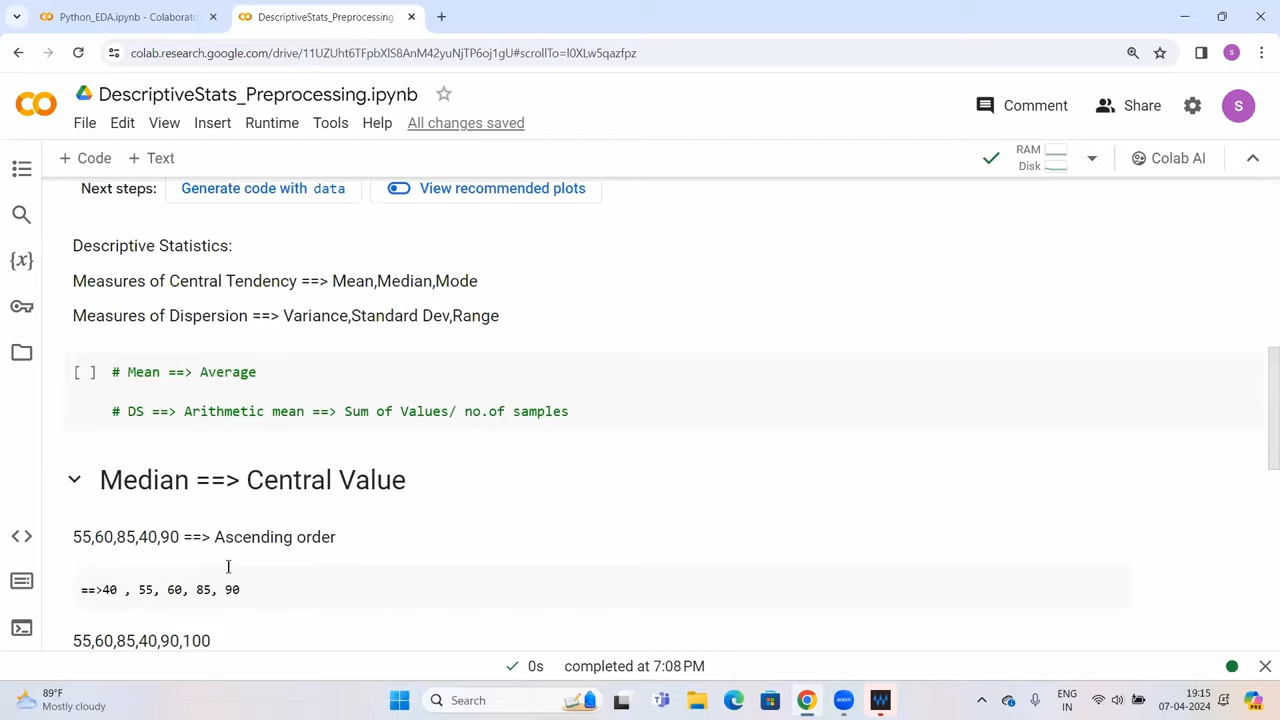 Python_EDA.ipynb - Colaborato
DescriptiveStats_Preprocessing
colab.research.google.com/drive/11UZUht6TFpbXlS8AnM42yuNjTP6oj1gU#scrollTo=l0XLw5qazfpz
S
DescriptiveStats_Preprocessing.ipynb
Comment
Share
S
File Edit View Insert Runtime Tools Help All changes saved
+ Code + Text
RAM
Disk
Colab AI
Next steps: Generate code with data View recommended plots
Descriptive Statistics:
Measures of Central Tendency ==> Mean,Median,Mode
Measures of Dispersion ==> Variance,Standard Dev,Range
[ ] # Mean ==> Average
# DS ==> Arithmetic mean ==> Sum of Values/ no.of samples
Median ==> Central Value
55,60,85,40,90 ==> Ascending order
==>40 , 55, 60, 85, 90
55,60,85,40,90,100
0s completed at 7:08 PM
89°F
Mostly cloudy
Search
ENG
IN
19:15
07-04-2024